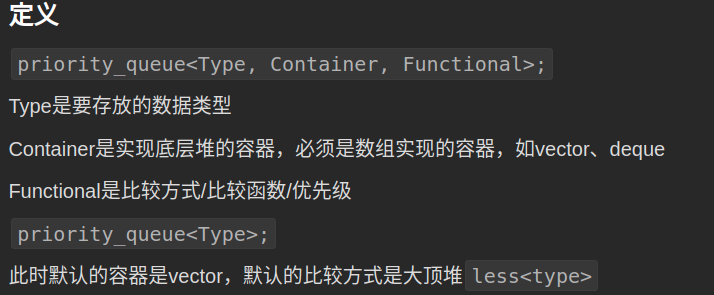 定义
priority_queue<Type, Container, Functional>;
Type是要存放的数据类型
Container是实现底层堆的容器，必须是数组实现的容器，如vector、deque
Functional是比较方式/比较函数/优先级
priority_queue<Type>;
此时默认的容器是vector，默认的比较方式是大顶堆less<type>